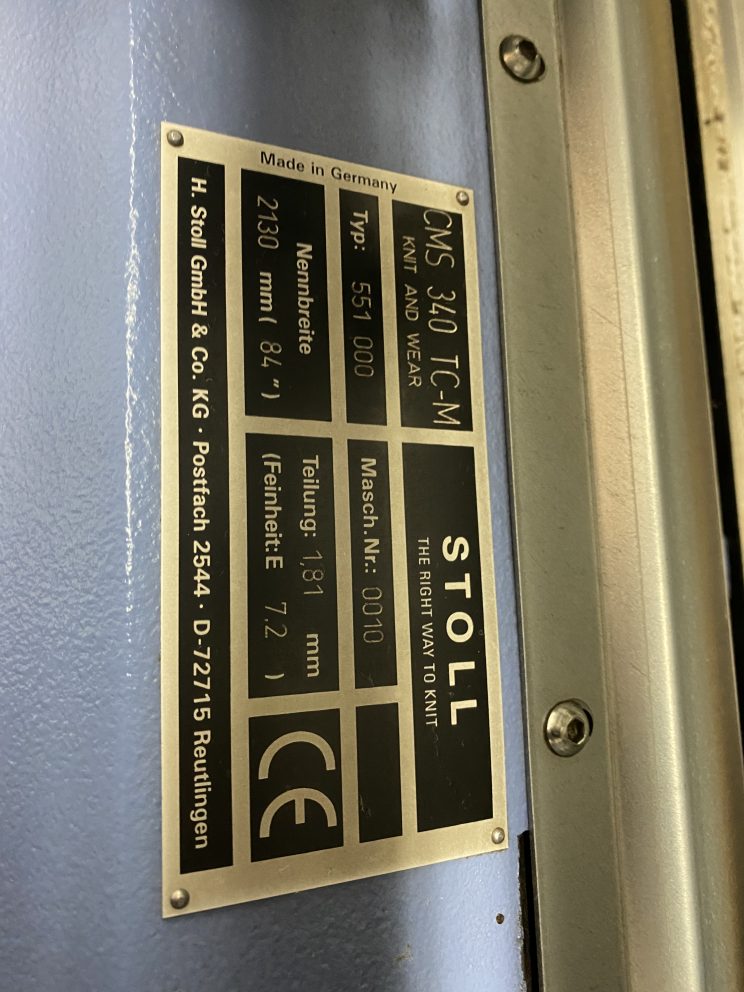 Made in Germany
CMS 340 TC-M
KNIT AND WEAR
STOLL
THE RIGHT WAY TO KNIT
Typ: 551 000
Masch.Nr.: 0010
Nennbreite
2130 mm ( 84 ")
Teilung: 1,81 mm
(Feinheit: E 7,2 )
CE
H. Stoll GmbH & Co. KG · Postfach 2544 · D-72715 Reutlingen